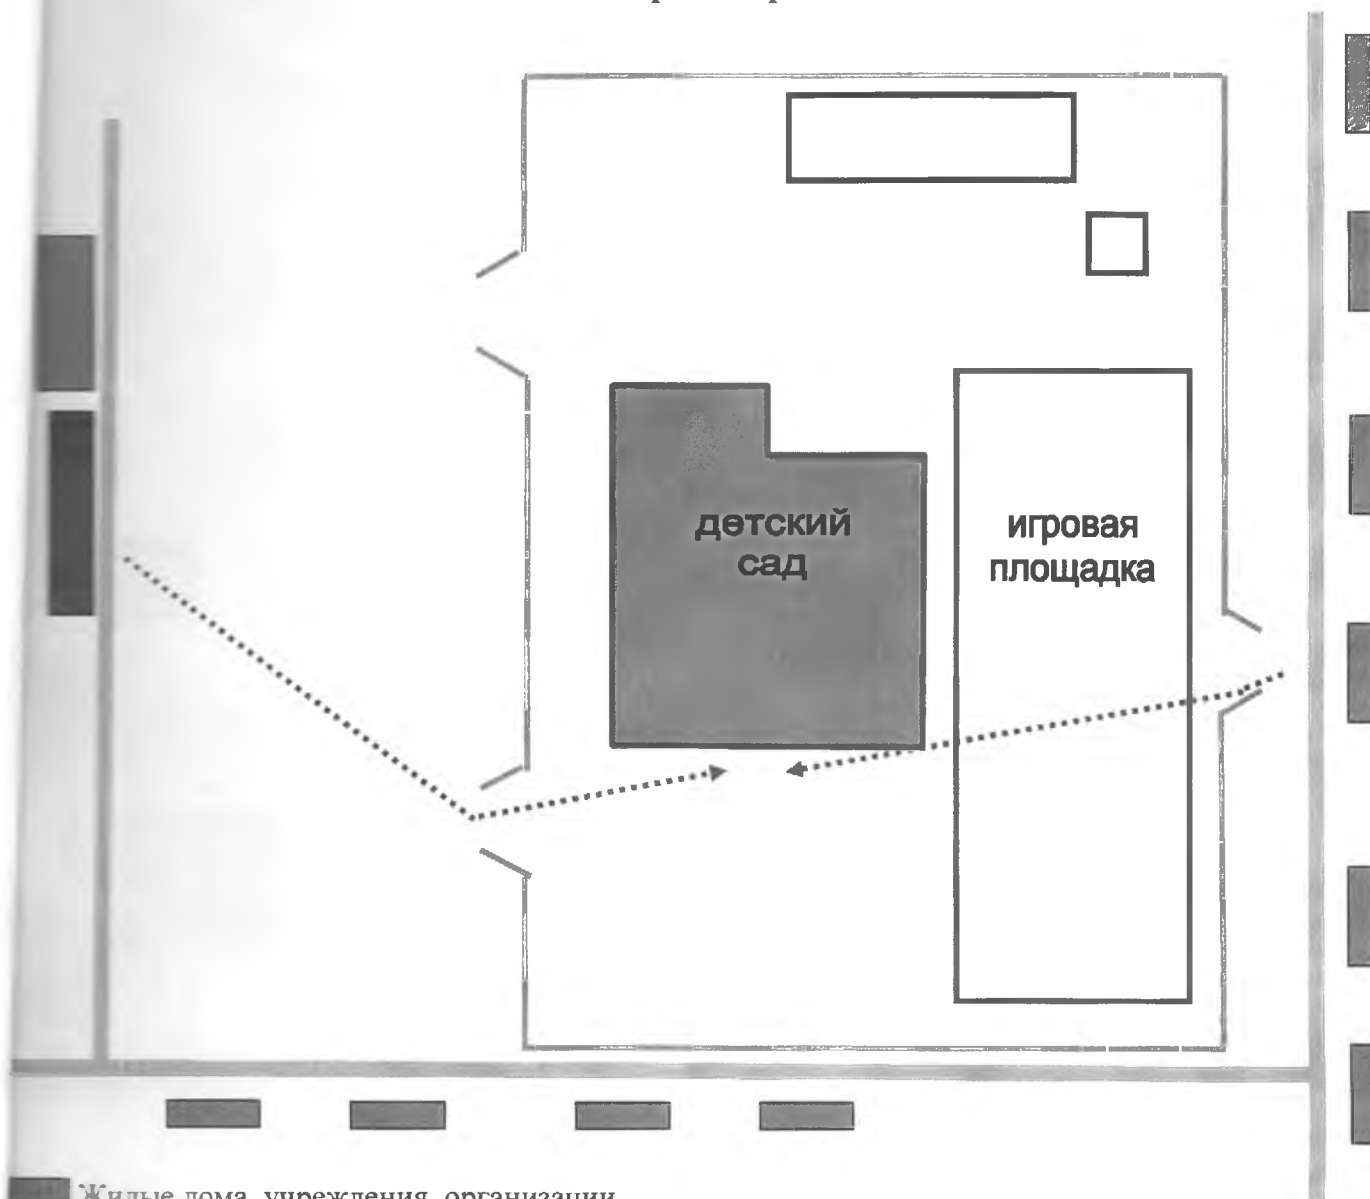 детский
сад
игровая
площадка
Жилые дома, учреждения, организации